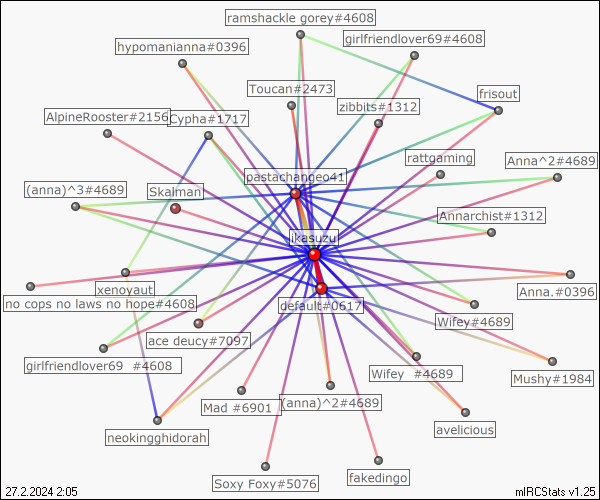 ramshackle gorey#4608
girlfriendlover69#4608
hypomanianna#0396
Toucan#2473
frisout
zibbits#1312
AlpineRooster#2156
Cypha#1717
rattgaming
Anna^2#4689
pastachangeo41
(anna)^3#4689
Skalman
Annarchist#1312
ikasuzu
xenoyaut
Anna.#0396
no cops no laws no hope#4608
default#0617
Wifey#4689
ace deucy#7097
girlfriendlover69 #4608
Wifey #4689
Mushy#1984
Mad #6901
(anna)^2#4689
avelicious
neokingghidorah
Soxy Foxy#5076
fakedingo
27.2.2024 2:05
mIRCStats v1.25